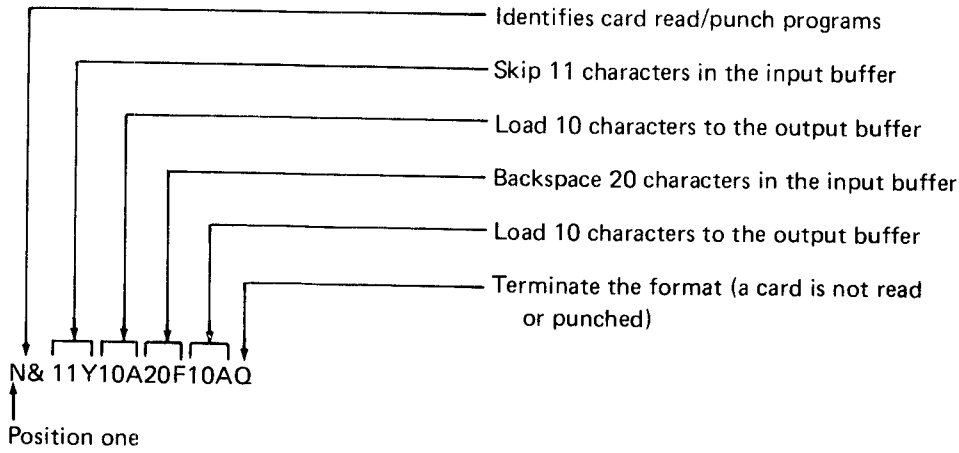 Identifies card read/punch programs
Skip 11 characters in the input buffer
Load 10 characters to the output buffer
Backspace 20 characters in the input buffer
Load 10 characters to the output buffer
Terminate the format (a card is not read
or punched)
N& 11Y10A20F10AQ
Position one